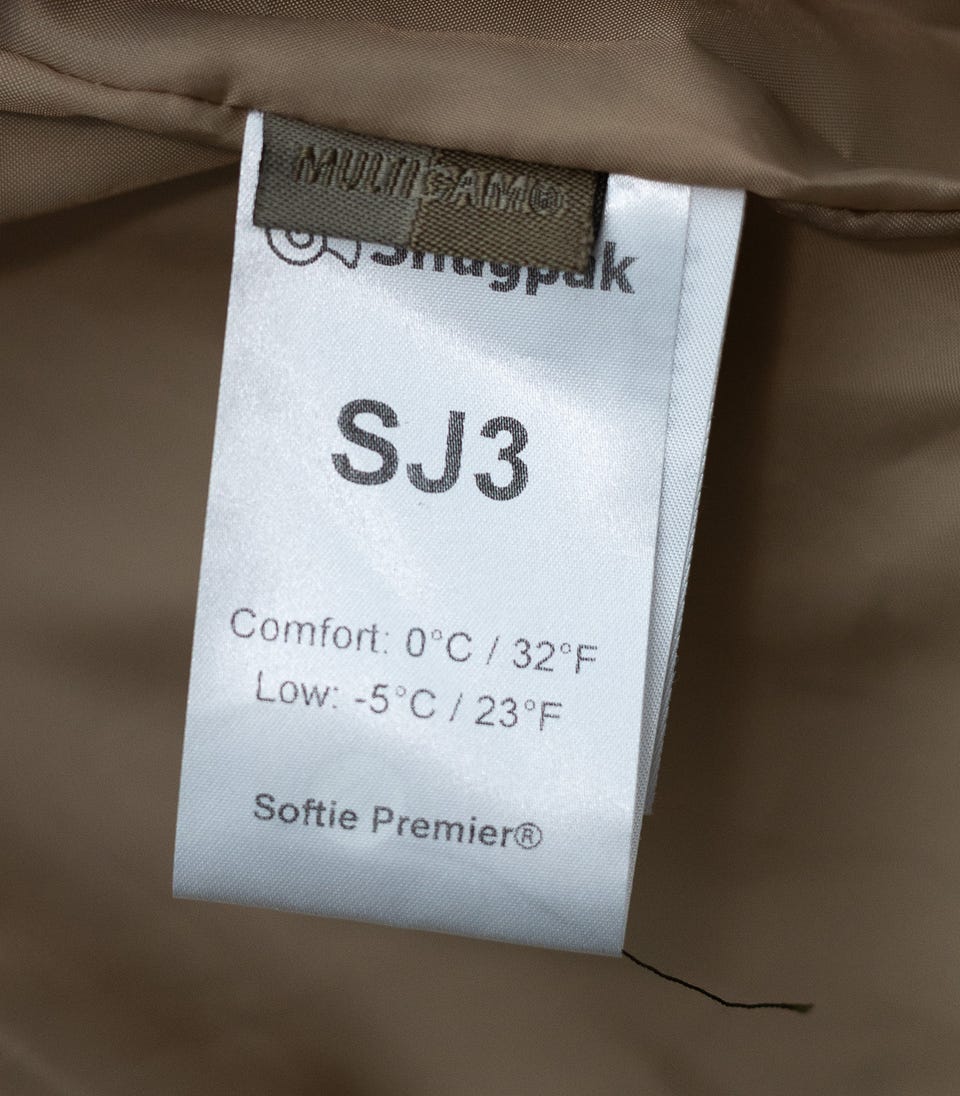 MULTICAM®
Snugpak
SJ3
Comfort: 0°C / 32°F
Low: -5°C / 23°F
Softie Premier®